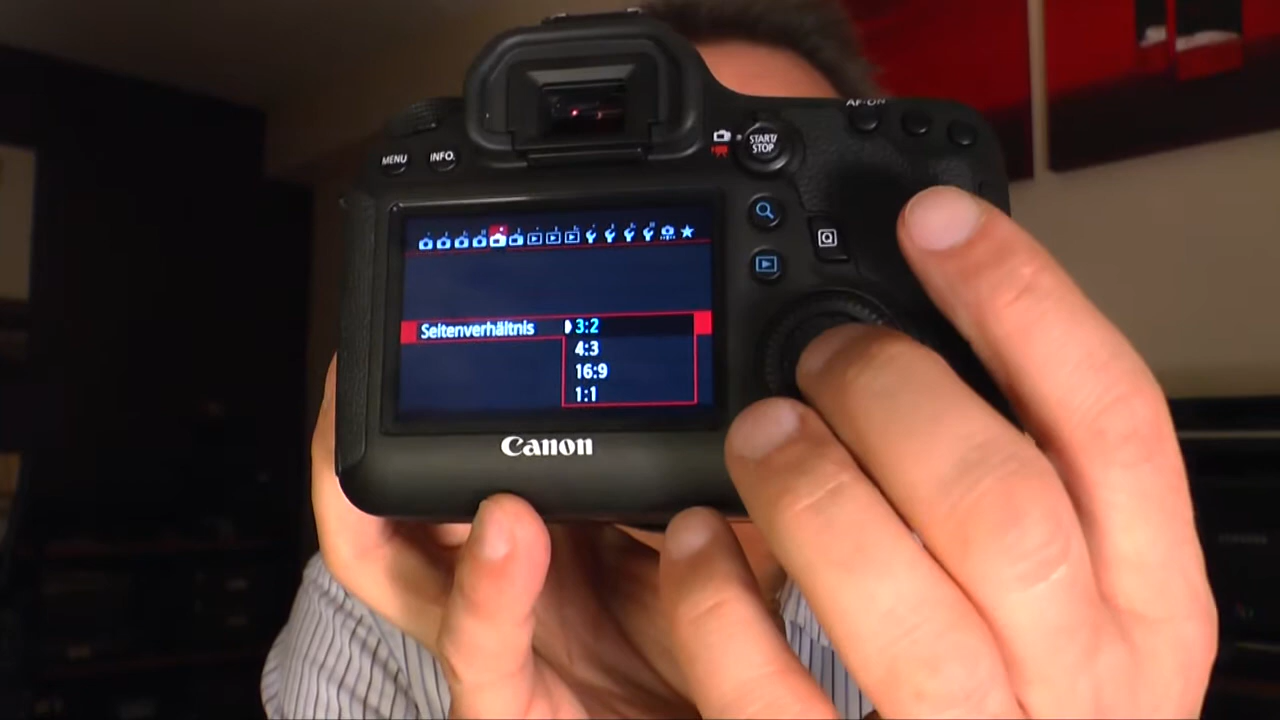 AF-ON
MENU
INFO.
START/
STOP
Q
Seitenverhältnis
3:2
4:3
16:9
1:1
Canon